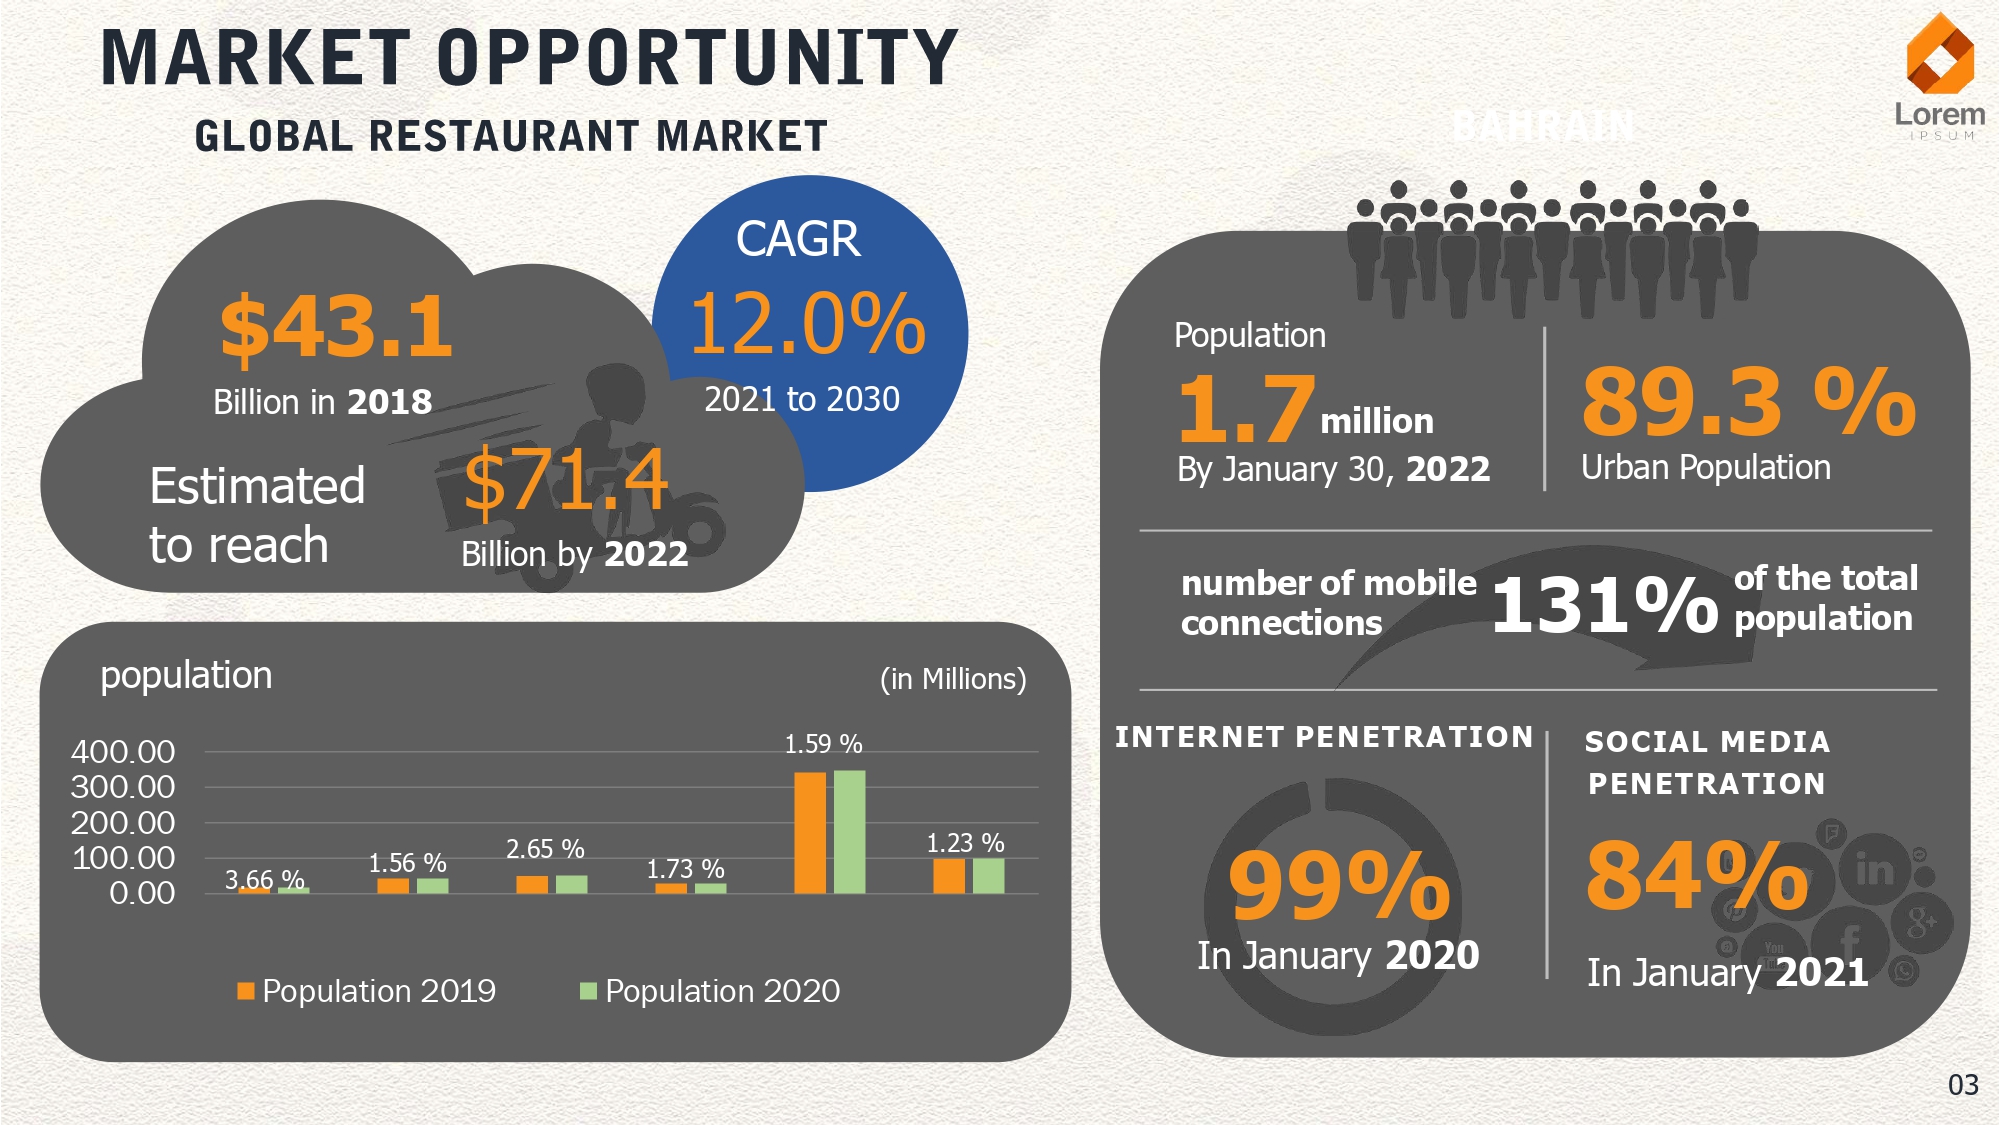 MARKET OPPORTUNITY
GLOBAL RESTAURANT MARKET
$43.1
Billion in 2018
Estimated
to reach
$71.4
Billion by 2022
CAGR
12.0%
2021 to 2030
population
(in Millions)
400.00
300.00
200.00
100.00
0.00
3.66 %
1.56 %
2.65 %
1.73 %
1.59 %
1.23 %
Population 2019
Population 2020
Lorem
IPSUM
BAHRAIN
Population
1.7 million
By January 30, 2022
89.3 %
Urban Population
number of mobile
connections
131%
of the total
population
INTERNET PENETRATION
99%
In January 2020
SOCIAL MEDIA
PENETRATION
84%
in
g+
f
You
In January 2021
03